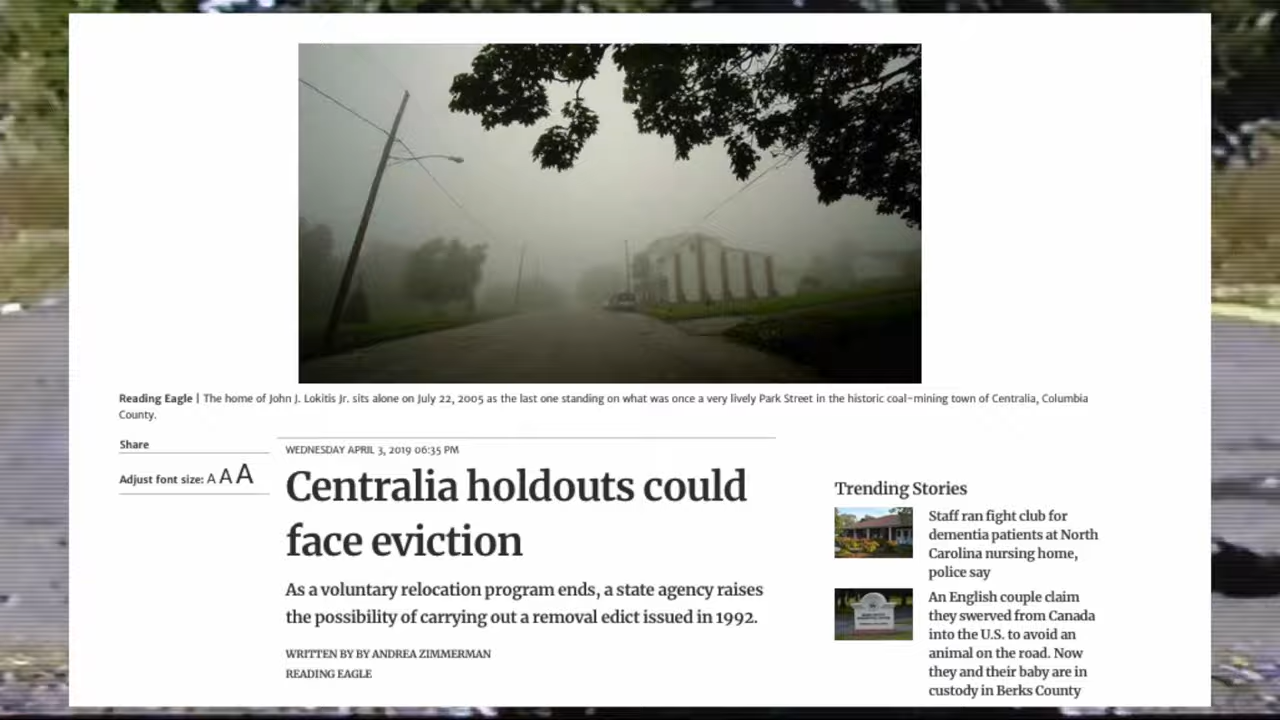 Reading Eagle | The home of John J. Lokitis Jr. sits alone on July 22, 2005 as the last one standing on what was once a very lively Park Street in the historic coal-mining town of Centralia, Columbia
County.
Share
Adjust font size: A A A
WEDNESDAY APRIL 3, 2019 06:35 PM
Centralia holdouts could
face eviction
As a voluntary relocation program ends, a state agency raises
the possibility of carrying out a removal edict issued in 1992.
WRITTEN BY BY ANDREA ZIMMERMAN
READING EAGLE
Trending Stories
Staff ran fight club for
dementia patients at North
Carolina nursing home,
police say
An English couple claim
they swerved from Canada
into the U.S. to avoid an
animal on the road. Now
they and their baby are in
custody in Berks County